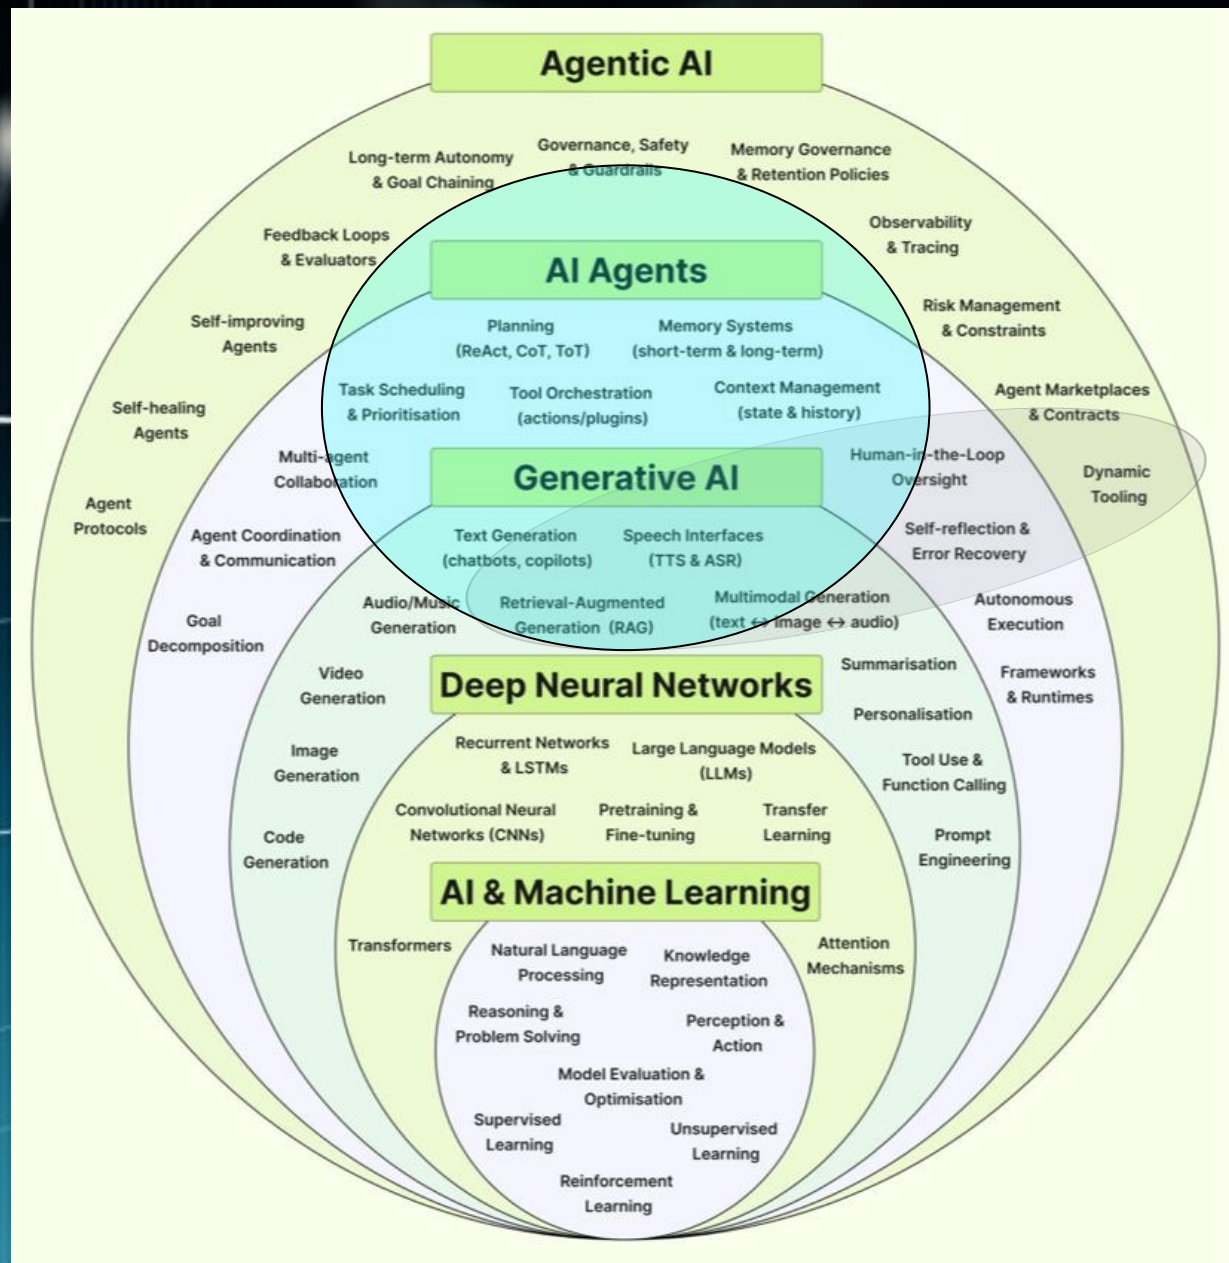 Agentic AI
Long-term Autonomy
& Goal Chaining
Governance, Safety
& Guardrails
Memory Governance
& Retention Policies
Feedback Loops
& Evaluators
Observability
& Tracing
Self-improving
Agents
Risk Management
& Constraints
Self-healing
Agents
Agent Marketplaces
& Contracts
Agent
Protocols
Dynamic
Tooling
AI Agents
Planning
(ReAct, CoT, ToT)
Memory Systems
(short-term & long-term)
Task Scheduling
& Prioritisation
Tool Orchestration
(actions/plugins)
Context Management
(state & history)
Multi-agent
Collaboration
Human-in-the-Loop
Oversight
Agent Coordination
& Communication
Self-reflection &
Error Recovery
Goal
Decomposition
Autonomous
Execution
Frameworks
& Runtimes
Generative AI
Text Generation
(chatbots, copilots)
Speech Interfaces
(TTS & ASR)
Audio/Music
Generation
Retrieval-Augmented
Generation (RAG)
Multimodal Generation
(text ↔ image ↔ audio)
Video
Generation
Summarisation
Personalisation
Image
Generation
Tool Use &
Function Calling
Code
Generation
Prompt
Engineering
Deep Neural Networks
Recurrent Networks
& LSTMs
Large Language Models
(LLMs)
Convolutional Neural
Networks (CNNs)
Pretraining &
Fine-tuning
Transfer
Learning
Transformers
Attention
Mechanisms
AI & Machine Learning
Natural Language
Processing
Knowledge
Representation
Reasoning &
Problem Solving
Perception &
Action
Model Evaluation &
Optimisation
Supervised
Learning
Unsupervised
Learning
Reinforcement
Learning